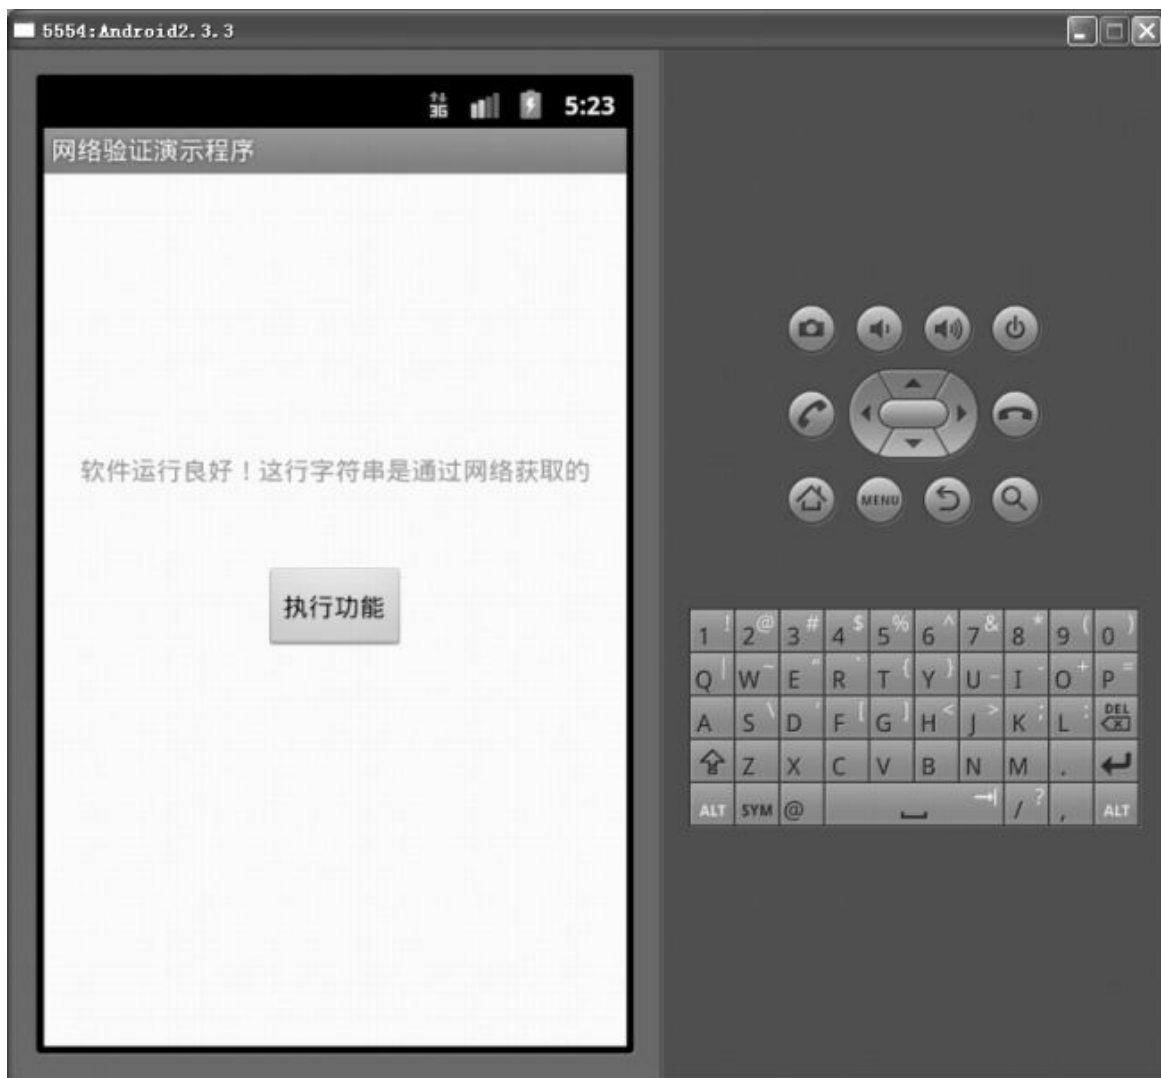 5554:Android2.3.3
3G 5:23
网络验证演示程序
软件运行良好！这行字符串是通过网络获取的
执行功能
MENU
1 ! 2 @ 3 # 4 $ 5 % 6 ^ 7 & 8 * 9 ( 0 )
Q | W ~ E " R ` T { Y } U _ I - O + P =
A S \ D ' F [ G ] H < J > K ; L : DEL
Z X C V B N M .
ALT SYM @ / ? , ALT